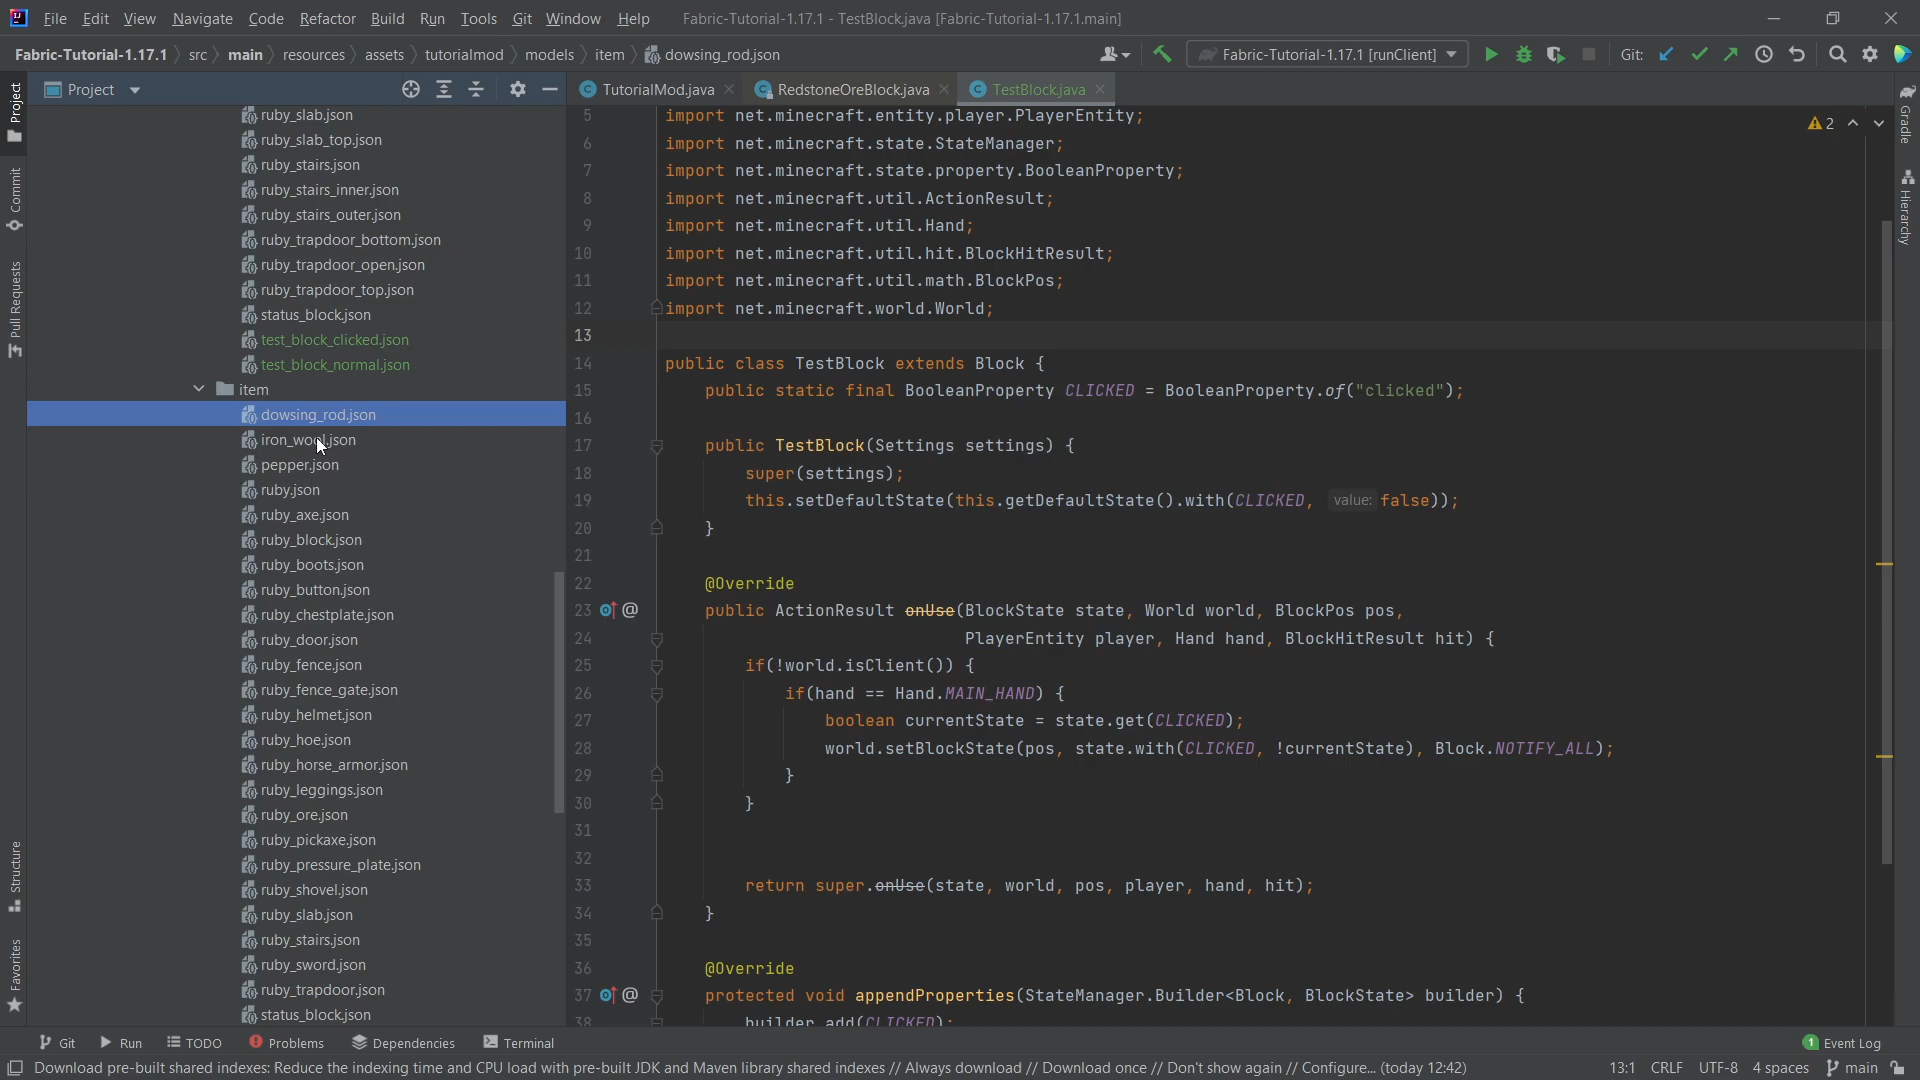 File Edit View Navigate Code Refactor Build Run Tools Git Window Help Fabric-Tutorial-1.17.1 - TestBlock.java [Fabric-Tutorial-1.17.1.main]
Fabric-Tutorial-1.17.1 src main resources assets tutorialmod models item dowsing_rod.json Fabric-Tutorial-1.17.1 [runClient] Git:
Project TutorialMod.java RedstoneOreBlock.java TestBlock.java
Project
Commit
Pull Requests
Structure
Favorites
ruby_slab.json
ruby_slab_top.json
ruby_stairs.json
ruby_stairs_inner.json
ruby_stairs_outer.json
ruby_trapdoor_bottom.json
ruby_trapdoor_open.json
ruby_trapdoor_top.json
status_block.json
test_block_clicked.json
test_block_normal.json
item
dowsing_rod.json
iron_wool.json
pepper.json
ruby.json
ruby_axe.json
ruby_block.json
ruby_boots.json
ruby_button.json
ruby_chestplate.json
ruby_door.json
ruby_fence.json
ruby_fence_gate.json
ruby_helmet.json
ruby_hoe.json
ruby_horse_armor.json
ruby_leggings.json
ruby_ore.json
ruby_pickaxe.json
ruby_pressure_plate.json
ruby_shovel.json
ruby_slab.json
ruby_stairs.json
ruby_sword.json
ruby_trapdoor.json
status_block.json
5 import net.minecraft.entity.player.PlayerEntity;
6 import net.minecraft.state.StateManager;
7 import net.minecraft.state.property.BooleanProperty;
8 import net.minecraft.util.ActionResult;
9 import net.minecraft.util.Hand;
10 import net.minecraft.util.hit.BlockHitResult;
11 import net.minecraft.util.math.BlockPos;
12 import net.minecraft.world.World;
13
14 public class TestBlock extends Block {
15 public static final BooleanProperty CLICKED = BooleanProperty.of("clicked");
16
17 public TestBlock(Settings settings) {
18 super(settings);
19 this.setDefaultState(this.getDefaultState().with(CLICKED, value: false));
20 }
21
22 @Override
23 @ public ActionResult onUse(BlockState state, World world, BlockPos pos,
24 PlayerEntity player, Hand hand, BlockHitResult hit) {
25 if(!world.isClient()) {
26 if(hand == Hand.MAIN_HAND) {
27 boolean currentState = state.get(CLICKED);
28 world.setBlockState(pos, state.with(CLICKED, !currentState), Block.NOTIFY_ALL);
29 }
30 }
31
32
33 return super.onUse(state, world, pos, player, hand, hit);
34 }
35
36 @Override
37 @ protected void appendProperties(StateManager.Builder<Block, BlockState> builder) {
38 builder.add(CLICKED);
2
Gradle
Hierarchy
Git Run TODO Problems Dependencies Terminal 1 Event Log
Download pre-built shared indexes: Reduce the indexing time and CPU load with pre-built JDK and Maven library shared indexes // Always download // Download once // Don't show again // Configure... (today 12:42) 13:1 CRLF UTF-8 4 spaces main